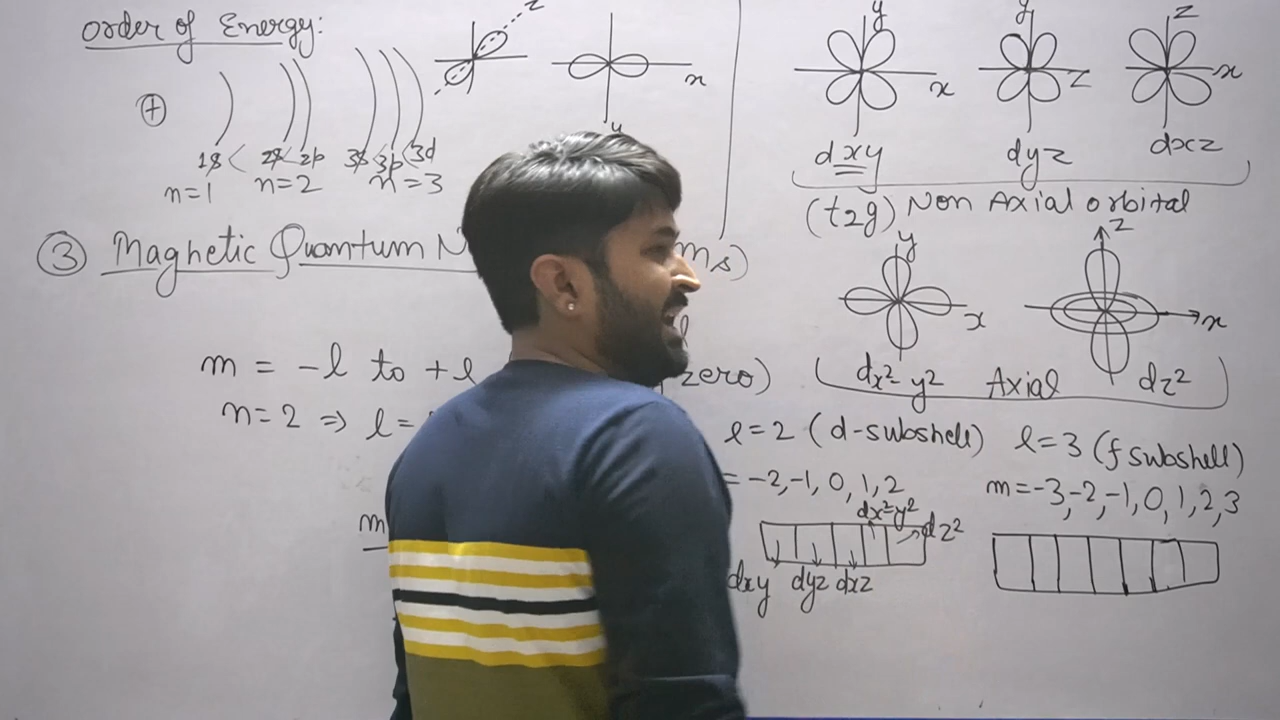 Order of Energy:
+
1s < 2s < 2p 3s < 3p < 3d
n=1 n=2 n=3
z
x
y
y
x
dxy
y
z
dyz
z
x
dxz
(t2g) Non Axial orbital
③ Magnetic Quantum N ms)
m = -l to +l zero)
n=2 ⇒ l=
m
y
x
dx²-y²
Axial
z
x
dz²
l=2 (d-subshell)
= -2,-1, 0, 1, 2
dx²-y²
dz²
dxy dyz dxz
l=3 (f subshell)
m=-3,-2,-1,0,1,2,3